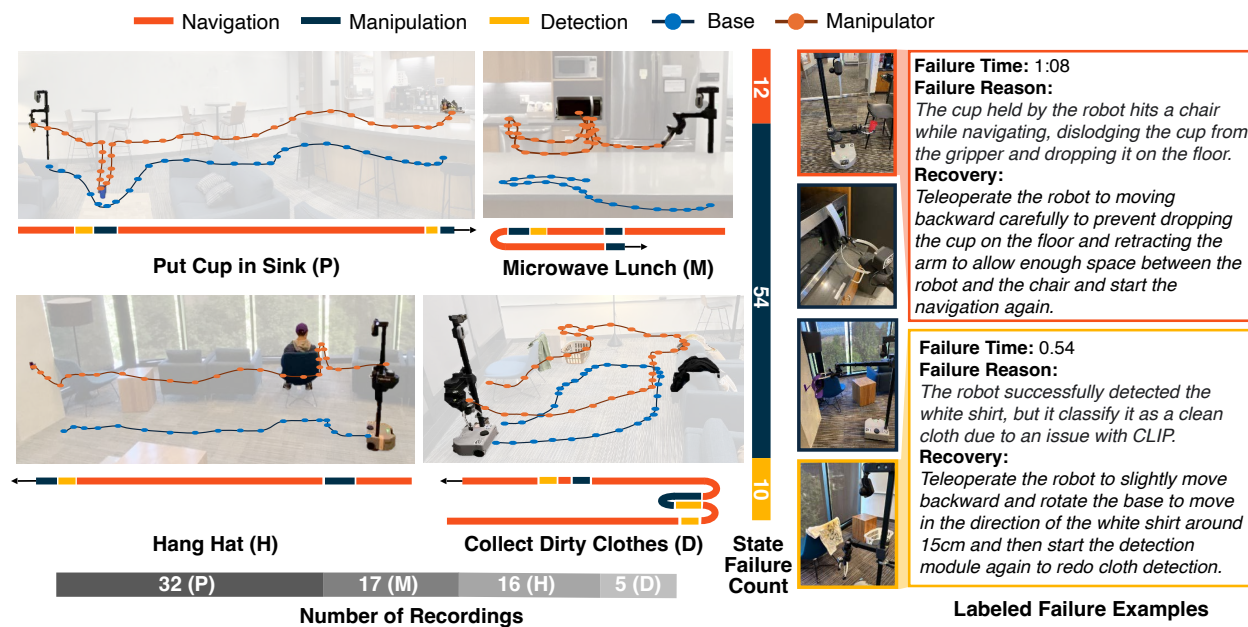 Navigation
Manipulation
Detection
Base
Manipulator
Put Cup in Sink (P)
Microwave Lunch (M)
Hang Hat (H)
Collect Dirty Clothes (D)
32 (P)
17 (M)
16 (H)
5 (D)
Number of Recordings
12
54
10
State
Failure
Count
Failure Time: 1:08
Failure Reason:
The cup held by the robot hits a chair
while navigating, dislodging the cup from
the gripper and dropping it on the floor.
Recovery:
Teleoperate the robot to moving
backward carefully to prevent dropping
the cup on the floor and retracting the
arm to allow enough space between the
robot and the chair and start the
navigation again.
Failure Time: 0.54
Failure Reason:
The robot successfully detected the
white shirt, but it classify it as a clean
cloth due to an issue with CLIP.
Recovery:
Teleoperate the robot to slightly move
backward and rotate the base to move
in the direction of the white shirt around
15cm and then start the detection
module again to redo cloth detection.
Labeled Failure Examples